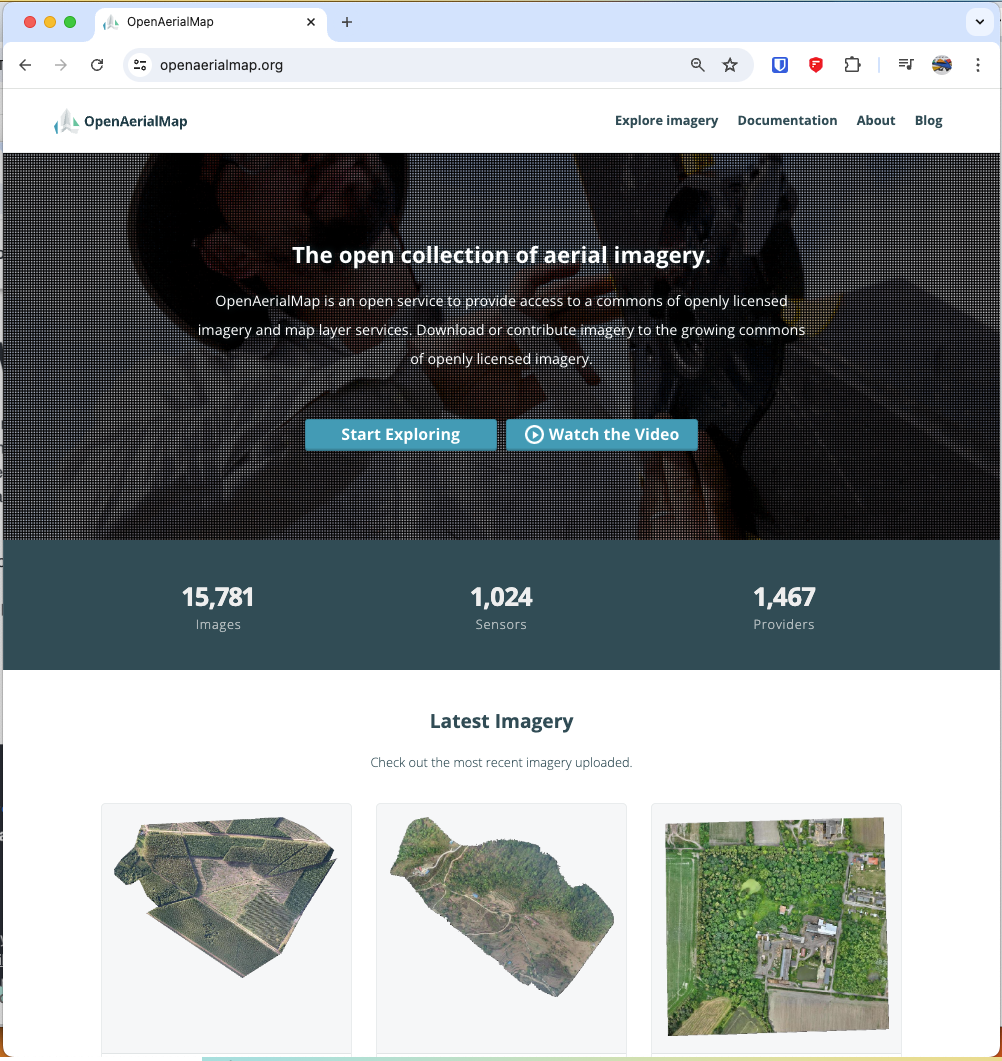 OpenAerialMap
openaerialmap.org
OpenAerialMap
Explore imagery Documentation About Blog
The open collection of aerial imagery.
OpenAerialMap is an open service to provide access to a commons of openly licensed
imagery and map layer services. Download or contribute imagery to the growing commons
of openly licensed imagery.
Start Exploring Watch the Video
15,781 1,024 1,467
Images Sensors Providers
Latest Imagery
Check out the most recent imagery uploaded.